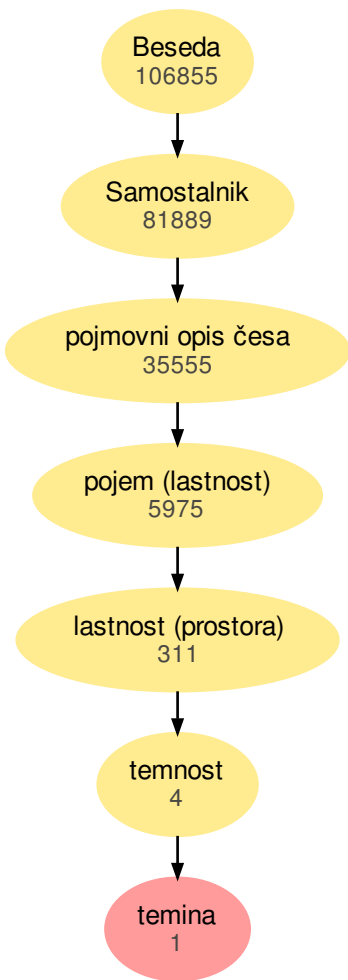 Beseda
106855
Samostalnik
81889
pojmovni opis česa
35555
pojem (lastnost)
5975
lastnost (prostora)
311
temnost
4
temina
1